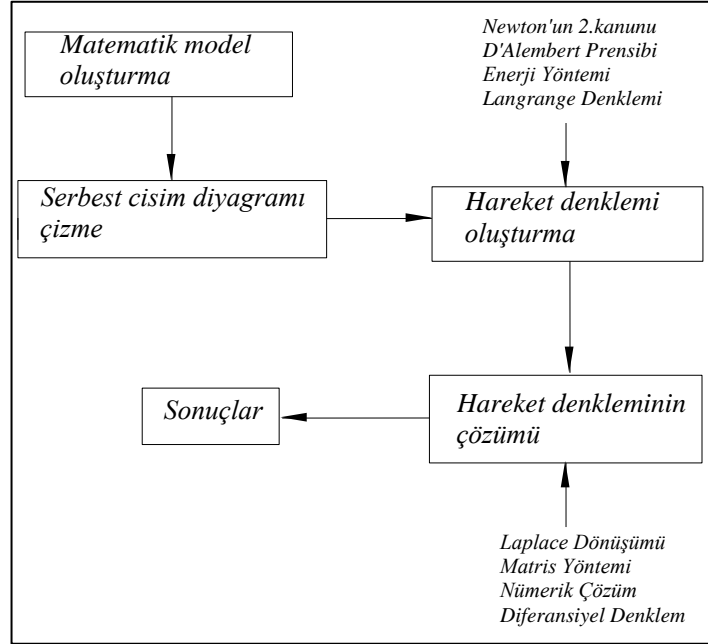 Matematik model
oluşturma
Newton'un 2.kanunu
D'Alembert Prensibi
Enerji Yöntemi
Langrange Denklemi
Serbest cisim diyagramı
çizme
Hareket denklemi
oluşturma
Sonuçlar
Hareket denkleminin
çözümü
Laplace Dönüşümü
Matris Yöntemi
Nümerik Çözüm
Diferansiyel Denklem